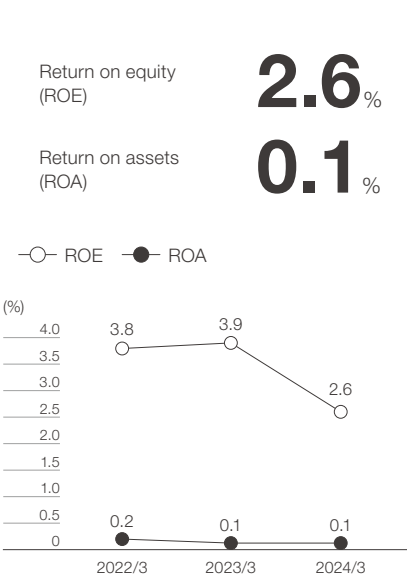 Return on equity
(ROE)
2.6%
Return on assets
(ROA)
0.1%
ROE ROA
(%)
4.0
3.5
3.0
2.5
2.0
1.5
1.0
0.5
0
3.8 3.9 2.6
0.2 0.1 0.1
2022/3 2023/3 2024/3